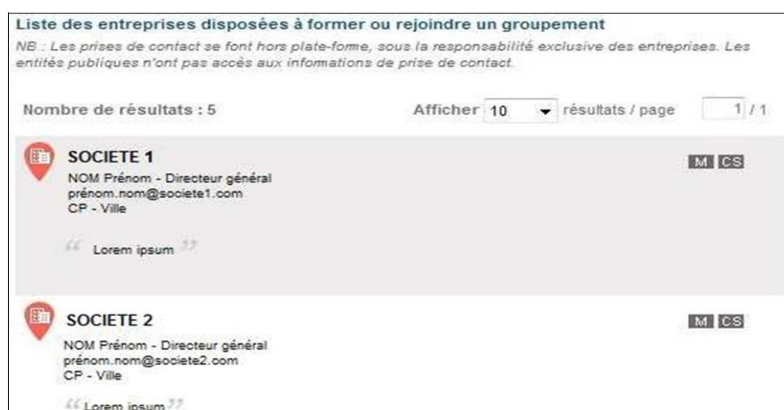 Liste des entreprises disposées à former ou rejoindre un groupement
NB : Les prises de contact se font hors plate-forme, sous la responsabilité exclusive des entreprises. Les
entités publiques n'ont pas accès aux infomations de prise de contact.
Nombre de résultats : 5 Afficher 10 résultats / page 1 / 1
SOCIETE 1 M CS
NOM Prénom - Directeur général
prénom.nom@societe1.com
CP - Ville
“ Lorem ipsum ”
SOCIETE 2 M CS
NOM Prénom - Directeur général
prénom.nom@societe2.com
CP - Ville
“ Lorem ipsum ”